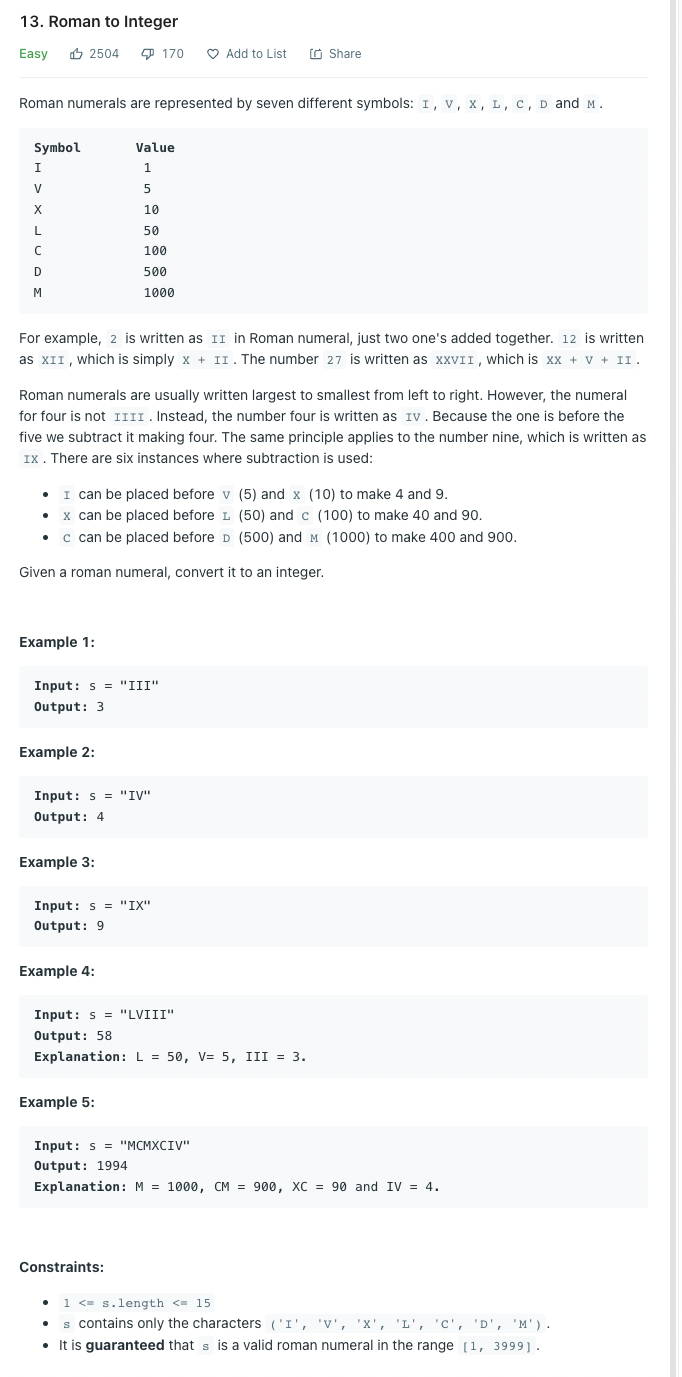 13. Roman to Integer
Easy 2504 170 Add to List Share
Roman numerals are represented by seven different symbols: I, V, X, L, C, D and M.
Symbol Value
I 1
V 5
X 10
L 50
C 100
D 500
M 1000
For example, 2 is written as II in Roman numeral, just two one's added together. 12 is written
as XII, which is simply X + II. The number 27 is written as XXVII, which is XX + V + II.
Roman numerals are usually written largest to smallest from left to right. However, the numeral
for four is not IIII. Instead, the number four is written as IV. Because the one is before the
five we subtract it making four. The same principle applies to the number nine, which is written as
IX. There are six instances where subtraction is used:
• I can be placed before V (5) and X (10) to make 4 and 9.
• X can be placed before L (50) and C (100) to make 40 and 90.
• C can be placed before D (500) and M (1000) to make 400 and 900.
Given a roman numeral, convert it to an integer.
Example 1:
Input: s = "III"
Output: 3
Example 2:
Input: s = "IV"
Output: 4
Example 3:
Input: s = "IX"
Output: 9
Example 4:
Input: s = "LVIII"
Output: 58
Explanation: L = 50, V= 5, III = 3.
Example 5:
Input: s = "MCMXCIV"
Output: 1994
Explanation: M = 1000, CM = 900, XC = 90 and IV = 4.
Constraints:
• 1 <= s.length <= 15
• s contains only the characters ('I', 'V', 'X', 'L', 'C', 'D', 'M').
• It is guaranteed that s is a valid roman numeral in the range [1, 3999].